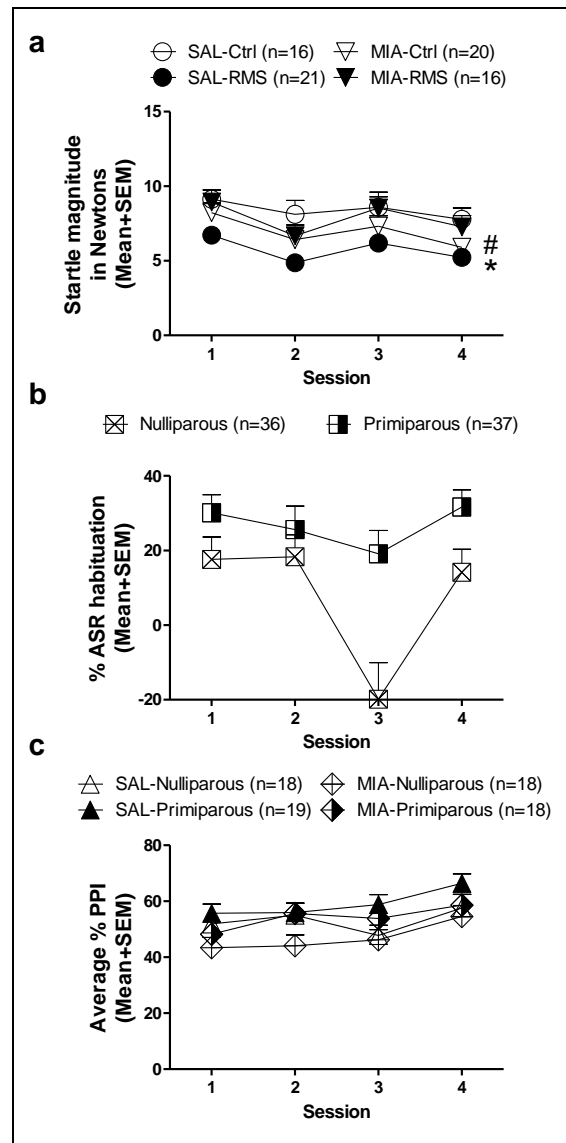 a
SAL-Ctrl (n=16) MIA-Ctrl (n=20)
SAL-RMS (n=21) MIA-RMS (n=16)
Startle magnitude
in Newtons
(Mean+SEM)
15
10
5
0
#
*
1 2 3 4
Session
b
Nulliparous (n=36) Primiparous (n=37)
% ASR habituation
(Mean+SEM)
40
20
0
-20
1 2 3 4
Session
c
SAL-Nulliparous (n=18) MIA-Nulliparous (n=18)
SAL-Primiparous (n=19) MIA-Primiparous (n=18)
Average % PPI
(Mean+SEM)
80
60
40
20
0
1 2 3 4
Session